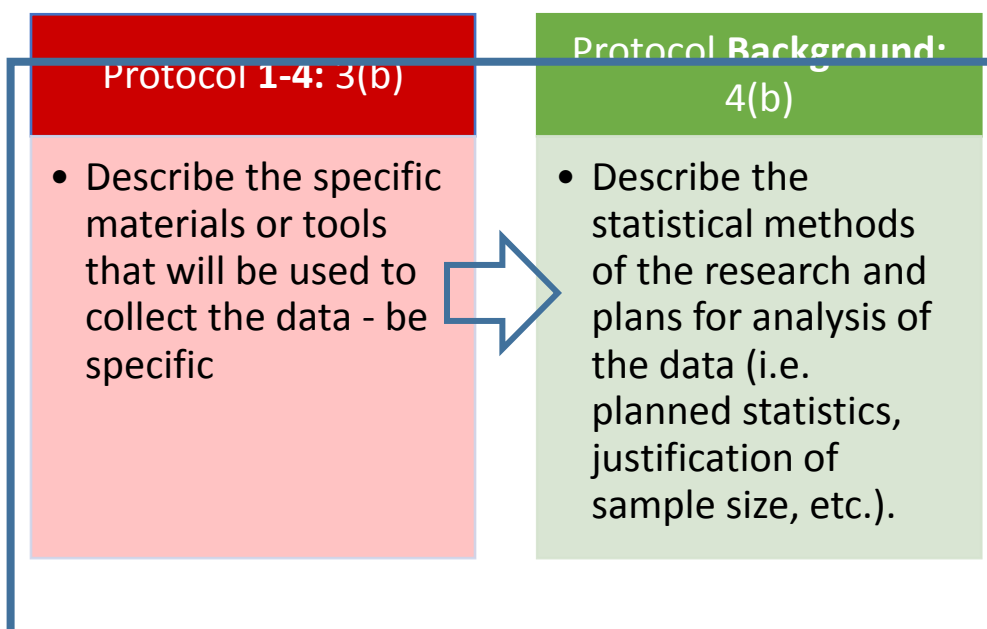 Protocol 1-4: 3(b)
• Describe the specific
materials or tools
that will be used to
collect the data - be
specific
Protocol Background:
4(b)
• Describe the
statistical methods
of the research and
plans for analysis of
the data (i.e.
planned statistics,
justification of
sample size, etc.).